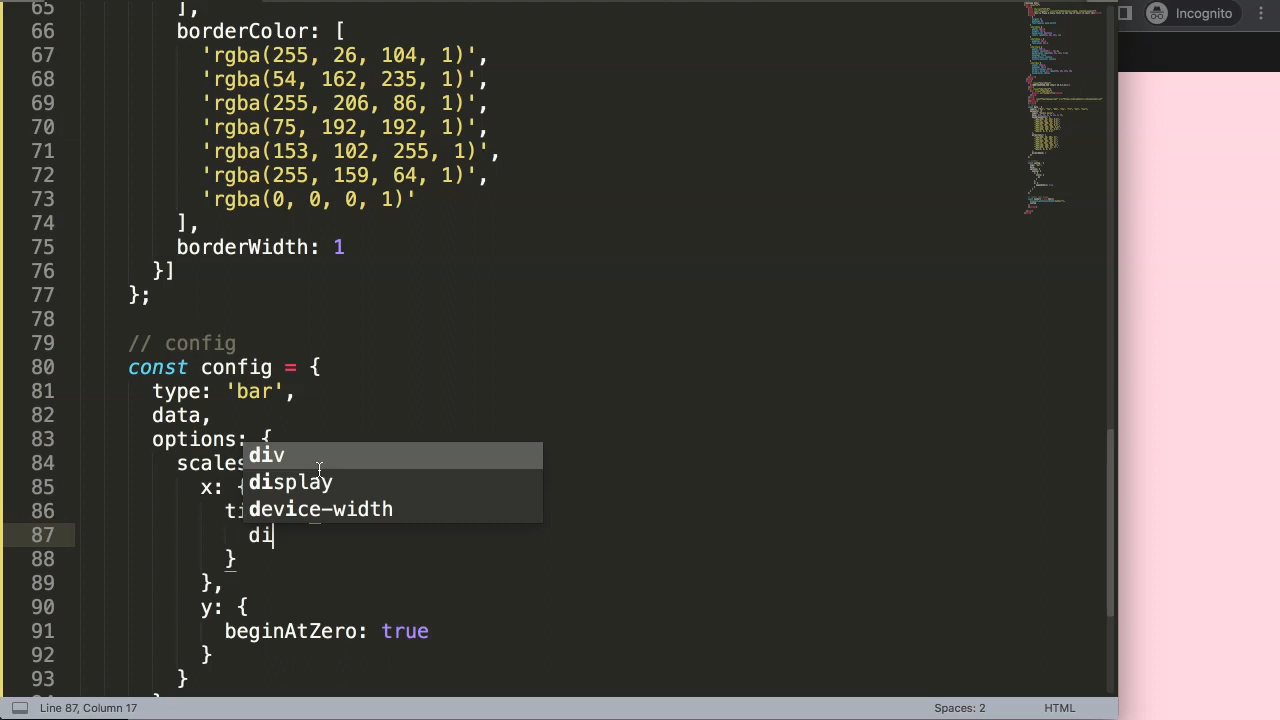 Incognito
65 ],
66 borderColor: [
67 'rgba(255, 26, 104, 1)',
68 'rgba(54, 162, 235, 1)',
69 'rgba(255, 206, 86, 1)',
70 'rgba(75, 192, 192, 1)',
71 'rgba(153, 102, 255, 1)',
72 'rgba(255, 159, 64, 1)',
73 'rgba(0, 0, 0, 1)'
74 ],
75 borderWidth: 1
76 }]
77 };
78
79 // config
80 const config = {
81 type: 'bar',
82 data,
83 options: {
div
84 scales
display
85 x: {
device-width
86 ti
87 di
88 }
89 },
90 y: {
91 beginAtZero: true
92 }
93 }
Line 87, Column 17
Spaces: 2
HTML